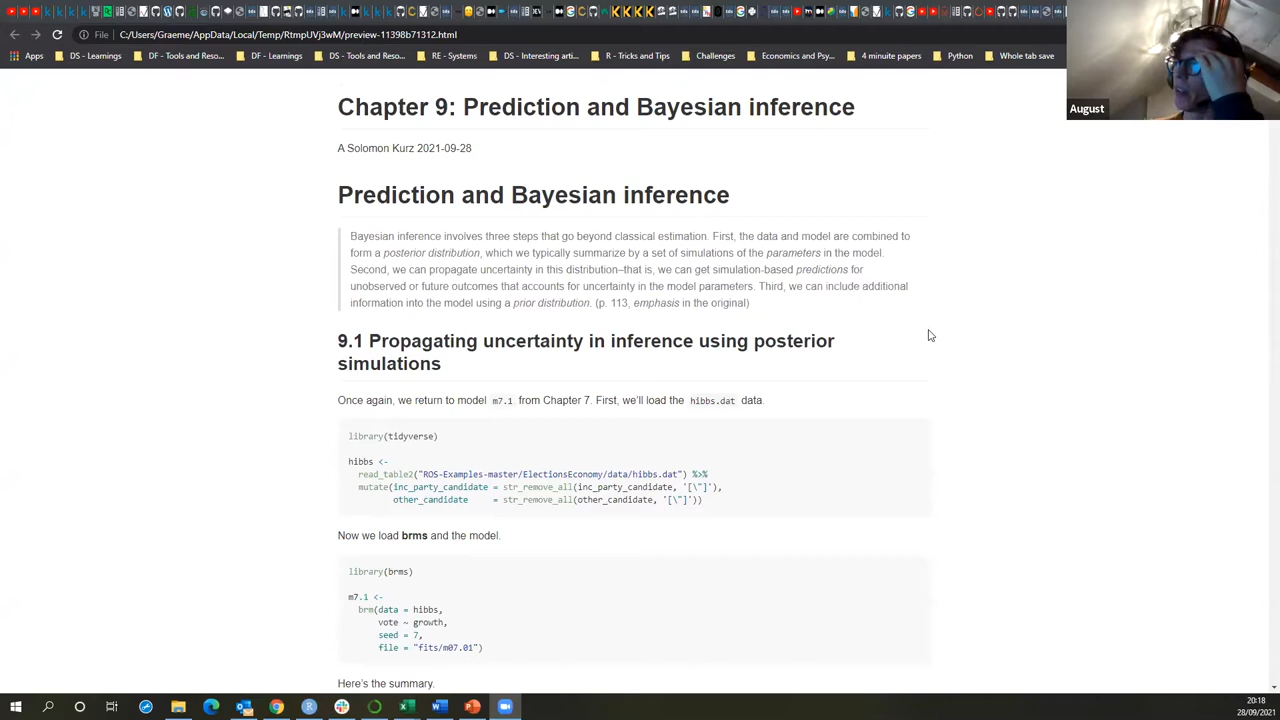 File
C:/Users/Graeme/AppData/Local/Temp/RtmpUVj3wM/preview-11398b71312.html
Apps
DS - Learnings
DF - Tools and Reso...
DF - Learnings
DS - Tools and Reso...
RE - Systems
DS - Interesting arti...
R - Tricks and Tips
Challenges
Economics and Psy...
4 minuite papers
Python
Whole tab save
August
Chapter 9: Prediction and Bayesian inference
A Solomon Kurz 2021-09-28
Prediction and Bayesian inference
Bayesian inference involves three steps that go beyond classical estimation. First, the data and model are combined to
form a posterior distribution, which we typically summarize by a set of simulations of the parameters in the model.
Second, we can propagate uncertainty in this distribution–that is, we can get simulation-based predictions for
unobserved or future outcomes that accounts for uncertainty in the model parameters. Third, we can include additional
information into the model using a prior distribution. (p. 113, emphasis in the original)
9.1 Propagating uncertainty in inference using posterior
simulations
Once again, we return to model m7.1 from Chapter 7. First, we'll load the hibbs.dat data.
library(tidyverse)
hibbs <-
read_table2("ROS-Examples-master/ElectionsEconomy/data/hibbs.dat") %>%
mutate(inc_party_candidate = str_remove_all(inc_party_candidate, '[\"]'),
other_candidate = str_remove_all(other_candidate, '[\"]'))
Now we load brms and the model.
library(brms)
m7.1 <-
brm(data = hibbs,
vote ~ growth,
seed = 7,
file = "fits/m07.01")
Here's the summary.
20:18
28/09/2021